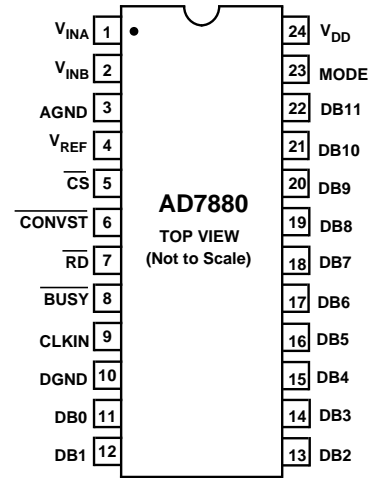 VINA 1
VINB 2
AGND 3
VREF 4
CS 5
CONVST 6
RD 7
BUSY 8
CLKIN 9
DGND 10
DB0 11
DB1 12
AD7880
TOP VIEW
(Not to Scale)
24 VDD
23 MODE
22 DB11
21 DB10
20 DB9
19 DB8
18 DB7
17 DB6
16 DB5
15 DB4
14 DB3
13 DB2